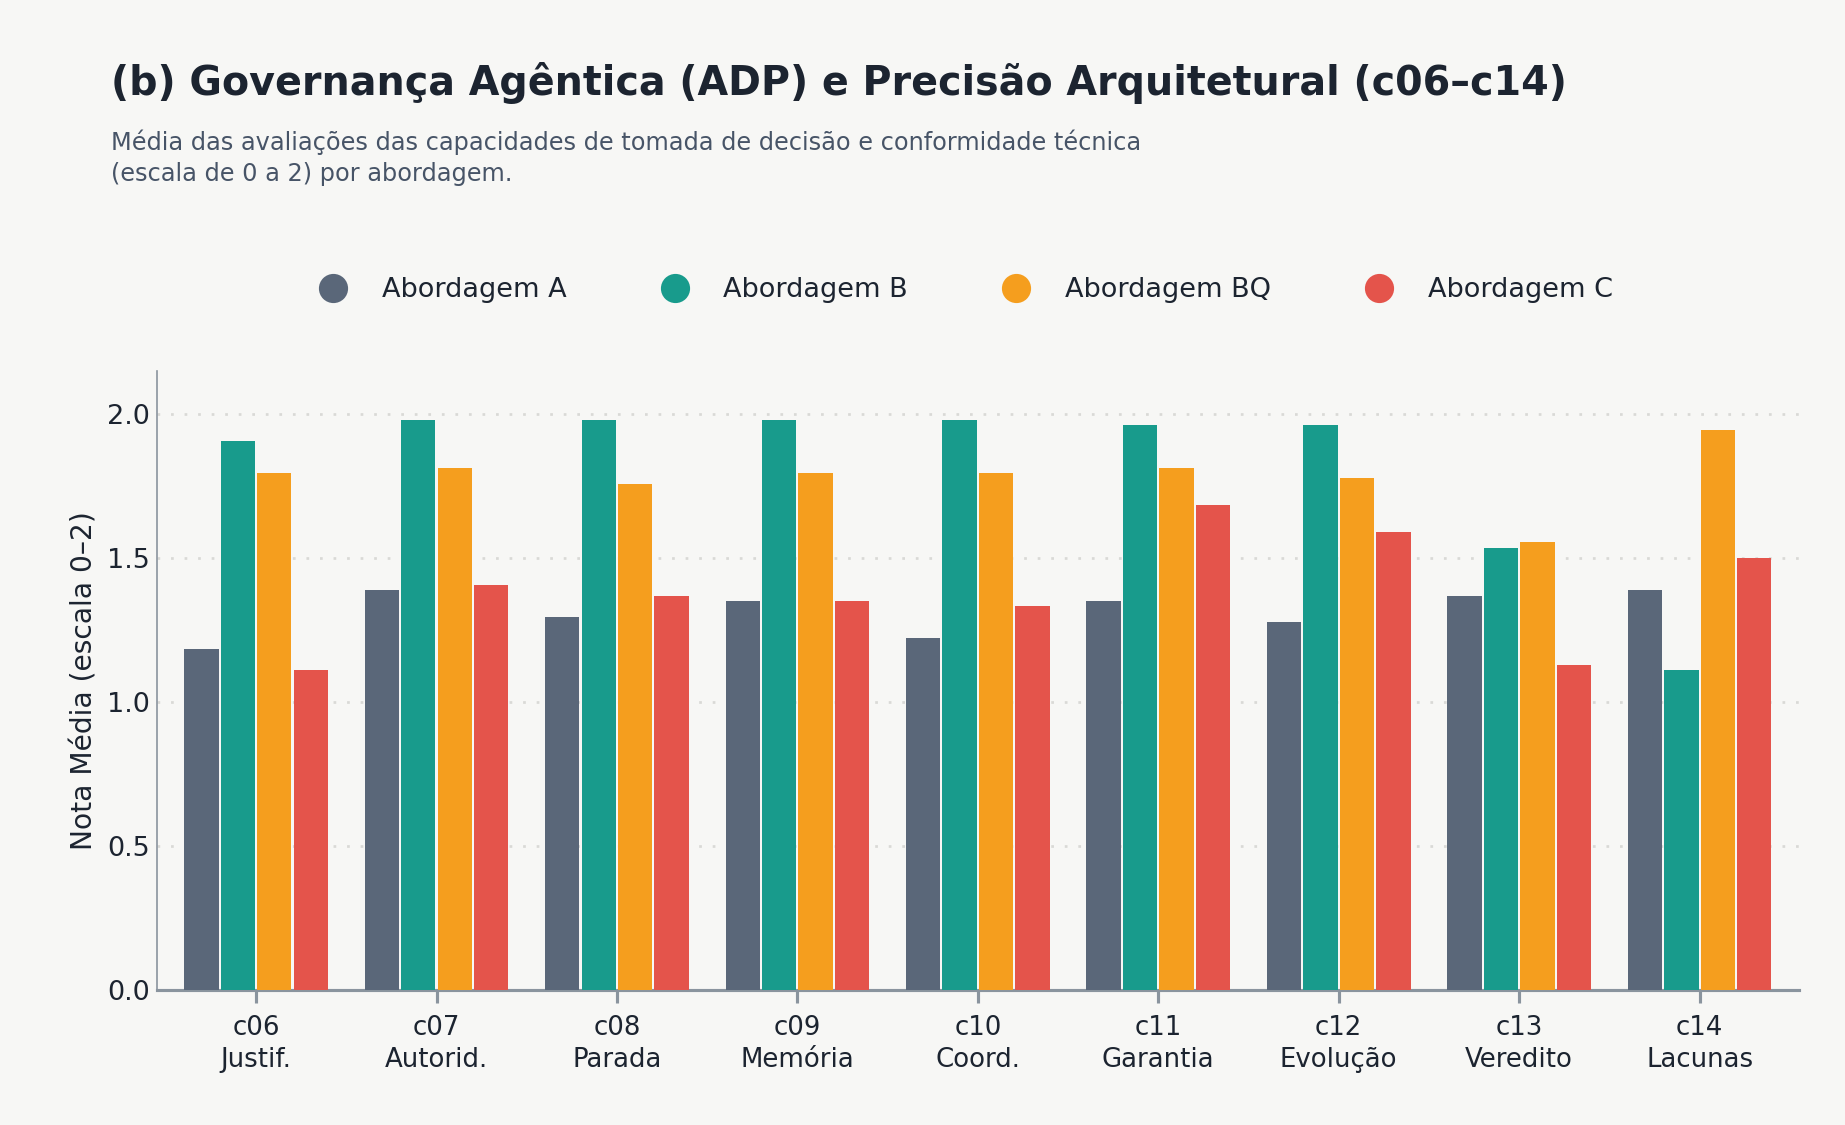 (b) Governança Agêntica (ADP) e Precisão Arquitetural (c06–c14)
Média das avaliações das capacidades de tomada de decisão e conformidade técnica
(escala de 0 a 2) por abordagem.
Abordagem A
Abordagem B
Abordagem BQ
Abordagem C
Nota Média (escala 0–2)
2.0
1.5
1.0
0.5
0.0
c06
Justif.
c07
Autorid.
c08
Parada
c09
Memória
c10
Coord.
c11
Garantia
c12
Evolução
c13
Veredito
c14
Lacunas